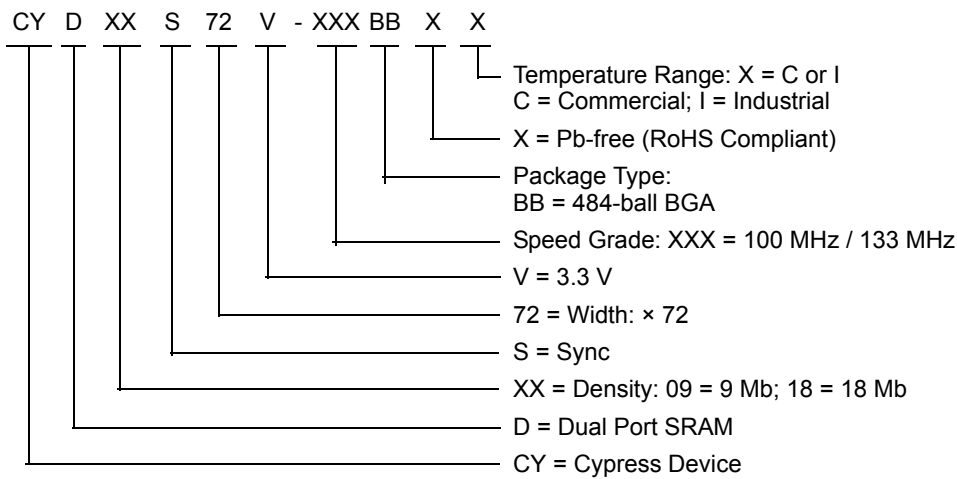 CY D XX S 72 V - XXX BB X X
Temperature Range: X = C or I
C = Commercial; I = Industrial
X = Pb-free (RoHS Compliant)
Package Type:
BB = 484-ball BGA
Speed Grade: XXX = 100 MHz / 133 MHz
V = 3.3 V
72 = Width: × 72
S = Sync
XX = Density: 09 = 9 Mb; 18 = 18 Mb
D = Dual Port SRAM
CY = Cypress Device